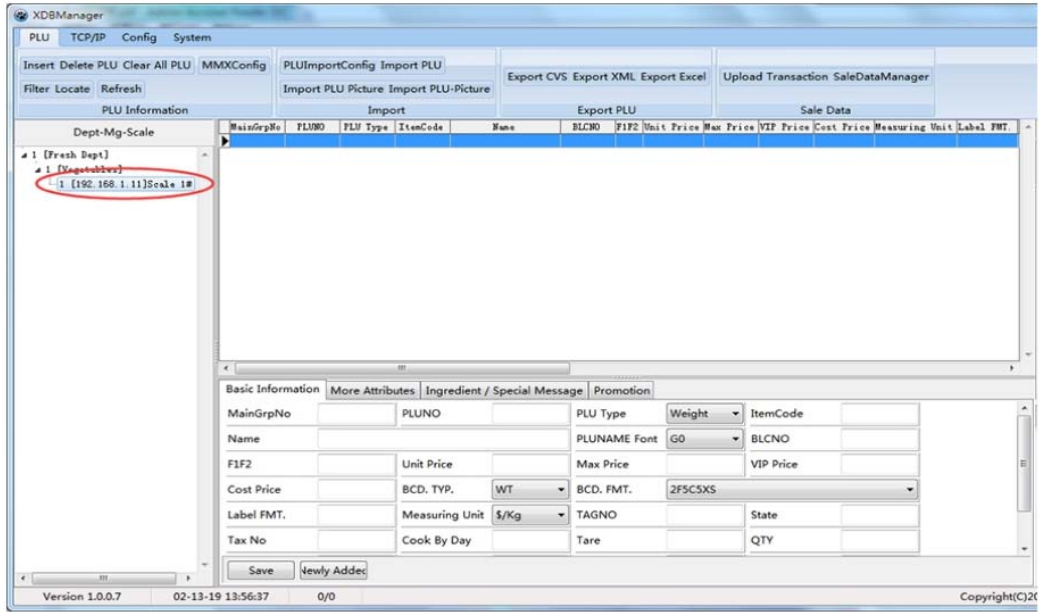 XDBManager
PLU TCP/IP Config System
Insert Delete PLU Clear All PLU MMXConfig PLUImportConfig Import PLU Export CVS Export XML Export Excel Upload Transaction SaleDataManager
Filter Locate Refresh Import PLU Picture Import PLU-Picture
PLU Information Import Export PLU Sale Data
Dept-Mg-Scale MainGrpNo PLUNO PLU Type ItemCode Name BLCNO F1F2 Unit Price Max Price VIP Price Cost Price Measuring Unit Label FMT.
1 [Fresh Dept]
1 [Vegetables]
1 [192.168.1.11]Scale 1#
Basic Information More Attributes Ingredient / Special Message Promotion
MainGrpNo PLUNO PLU Type Weight ItemCode
Name PLUNAME Font G0 BLCNO
F1F2 Unit Price Max Price VIP Price
Cost Price BCD. TYP. WT BCD. FMT. 2F5C5XS
Label FMT. Measuring Unit $/Kg TAGNO State
Tax No Cook By Day Tare QTY
Save Newly Added
Version 1.0.0.7 02-13-19 13:56:37 0/0 Copyright(C)20